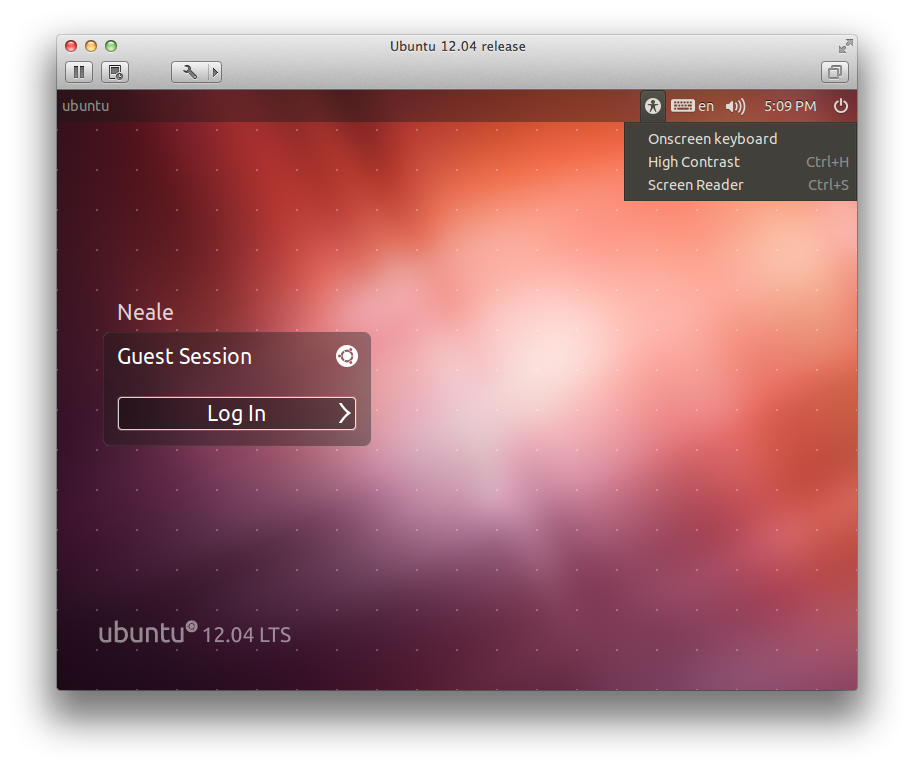 Ubuntu 12.04 release
ubuntu
en
5:09 PM
Onscreen keyboard
High Contrast Ctrl+H
Screen Reader Ctrl+S
Neale
Guest Session
Log In
ubuntu 12.04 LTS